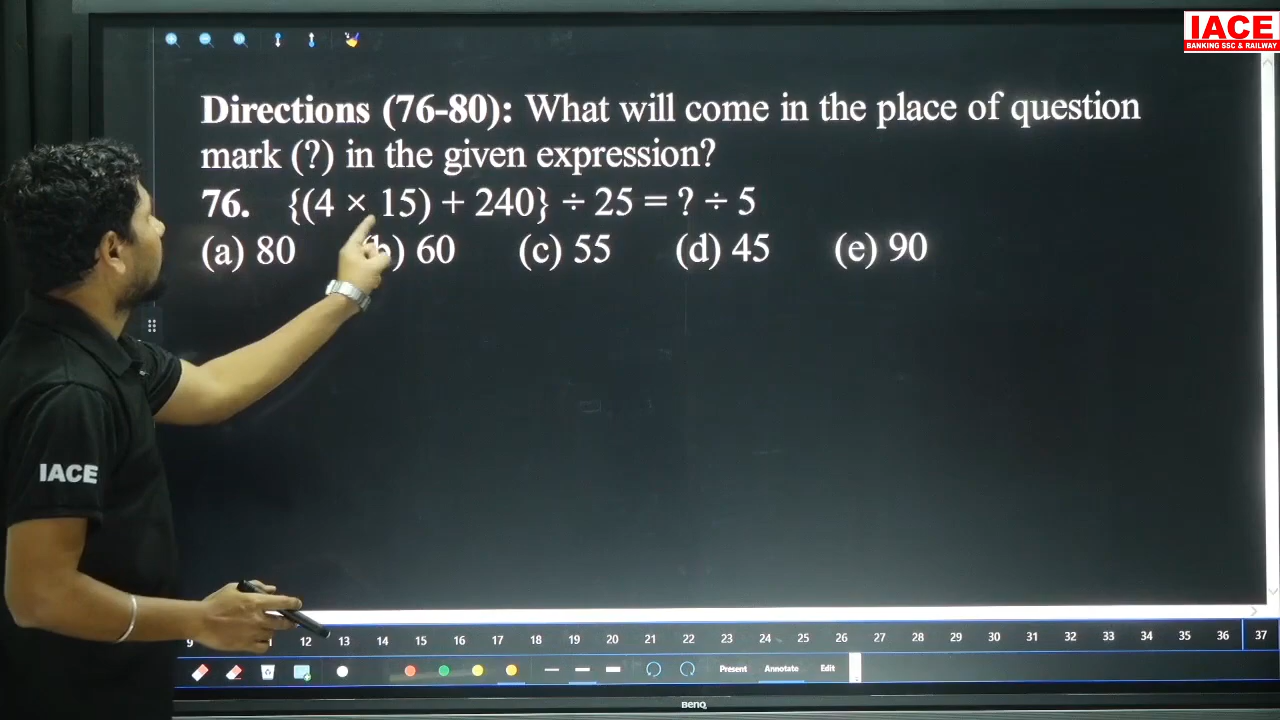 IACE
BANKING SSC & RAILWAY
Directions (76-80): What will come in the place of question
mark (?) in the given expression?
76. {(4 × 15) + 240} ÷ 25 = ? ÷ 5
(a) 80 (b) 60 (c) 55 (d) 45 (e) 90
IACE
9 12 13 14 15 16 17 18 19 20 21 22 23 24 25 26 27 28 29 30 31 32 33 34 35 36 37
Present Annotate Edit
BenQ